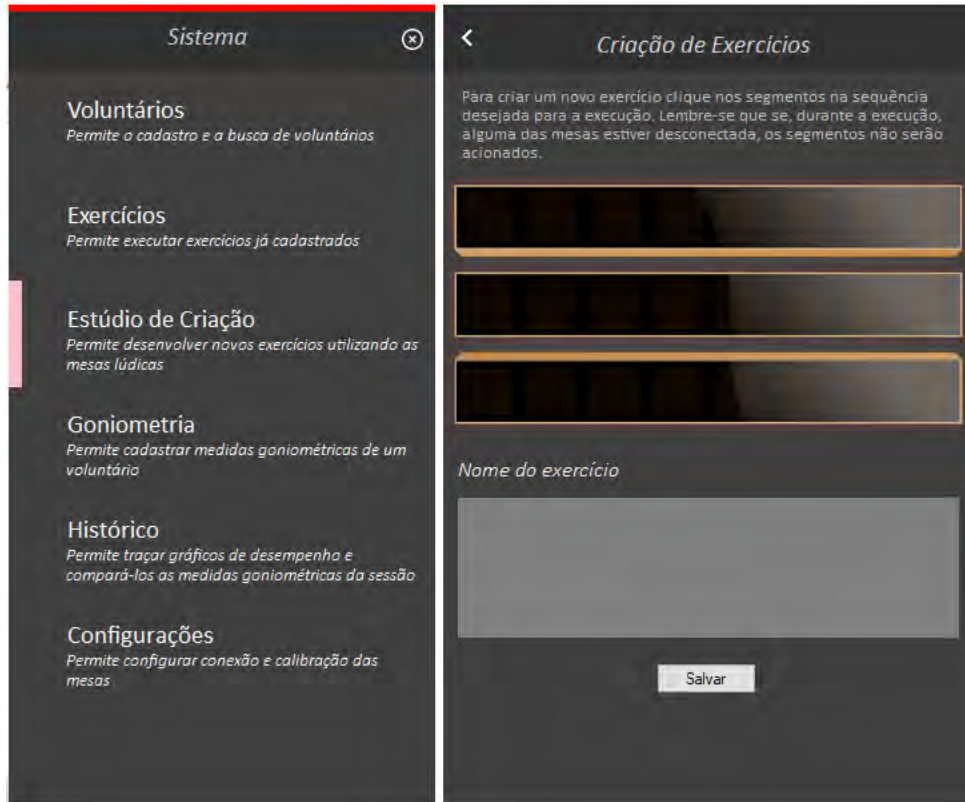 Sistema
Voluntários
Permite o cadastro e a busca de voluntários
Exercícios
Permite executar exercícios já cadastrados
Estúdio de Criação
Permite desenvolver novos exercícios utilizando as
mesas lúdicas
Goniometria
Permite cadastrar medidas goniométricas de um
voluntário
Histórico
Permite traçar gráficos de desempenho e
compará-los as medidas goniométricas da sessão
Configurações
Permite configurar conexão e calibração das
mesas
Criação de Exercícios
Para criar um novo exercício clique nos segmentos na sequência
desejada para a execução. Lembre-se que se, durante a execução,
alguma das mesas estiver desconectada, os segmentos não serão
acionados.
Nome do exercício
Salvar